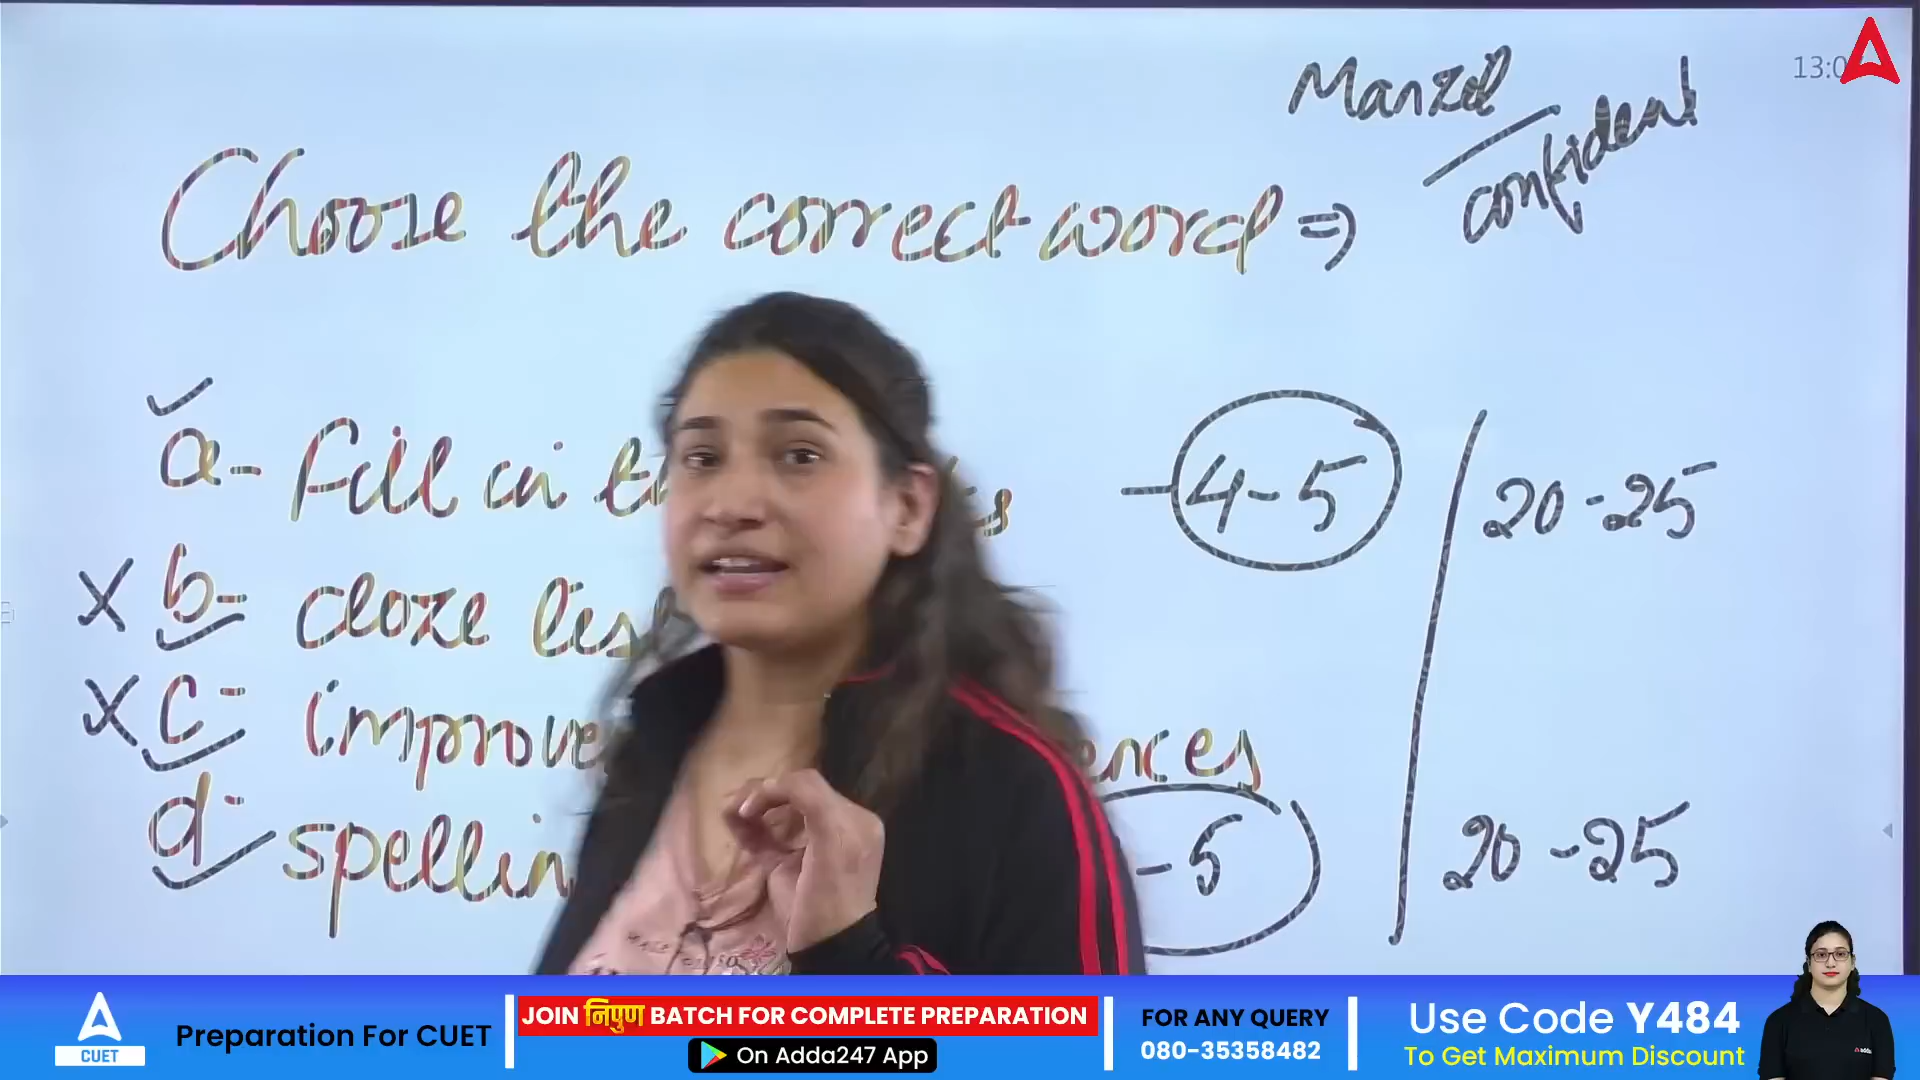 Manzil
confident
13:0
Choose the correct word ⇒
✓
a- Fill in
- 4-5
20-25
X b- cloze test
X c- improve
ences
d- spellin
-5
20-25
CUET
Preparation For CUET
JOIN निपुण BATCH FOR COMPLETE PREPARATION
On Adda247 App
FOR ANY QUERY
080-35358482
Use Code Y484
To Get Maximum Discount